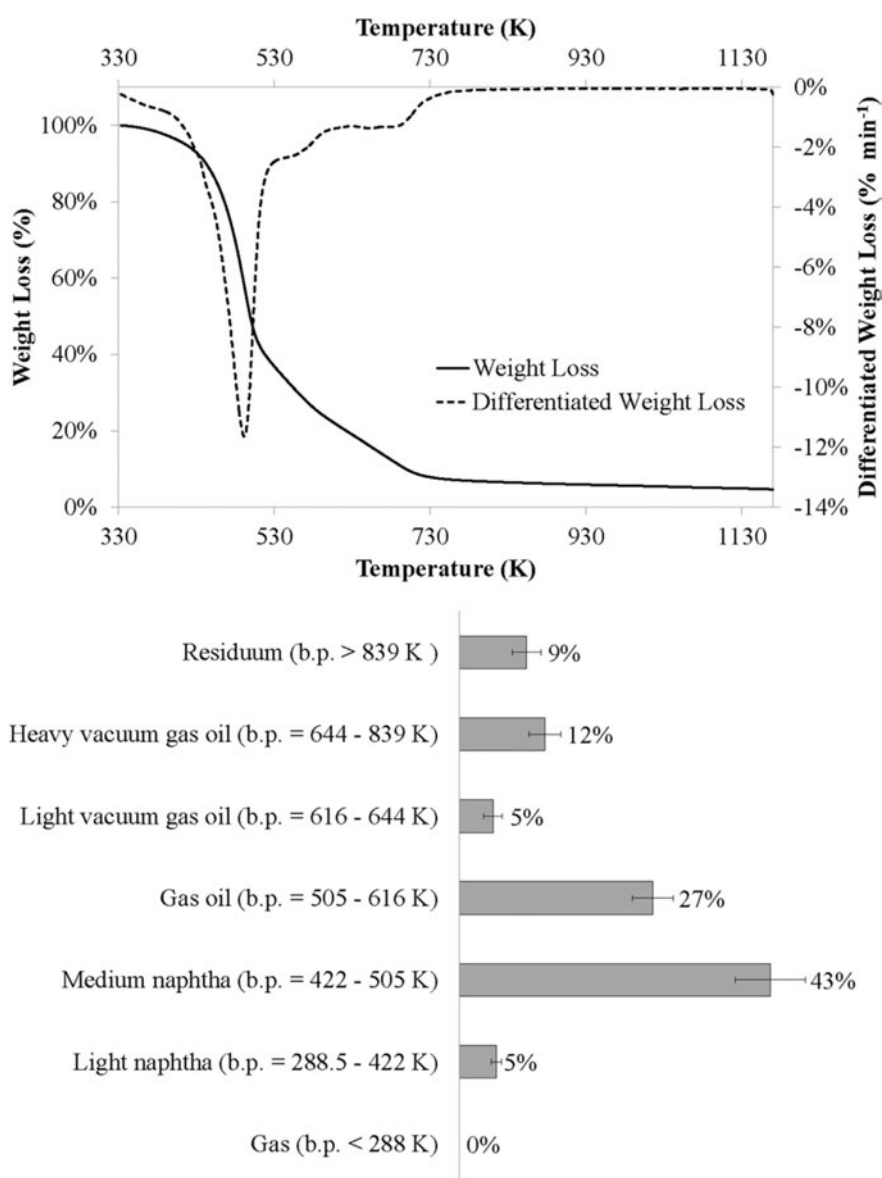 Temperature (K)
330 530 730 930 1130
100%
80%
60%
40%
20%
0%
Weight Loss (%)
0%
-2%
-4%
-6%
-8%
-10%
-12%
-14%
Differentiated Weight Loss (% min-1)
Weight Loss
Differentiated Weight Loss
330 530 730 930 1130
Temperature (K)
Residuum (b.p. > 839 K ) 9%
Heavy vacuum gas oil (b.p. = 644 - 839 K) 12%
Light vacuum gas oil (b.p. = 616 - 644 K) 5%
Gas oil (b.p. = 505 - 616 K) 27%
Medium naphtha (b.p. = 422 - 505 K) 43%
Light naphtha (b.p. = 288.5 - 422 K) 5%
Gas (b.p. < 288 K) 0%